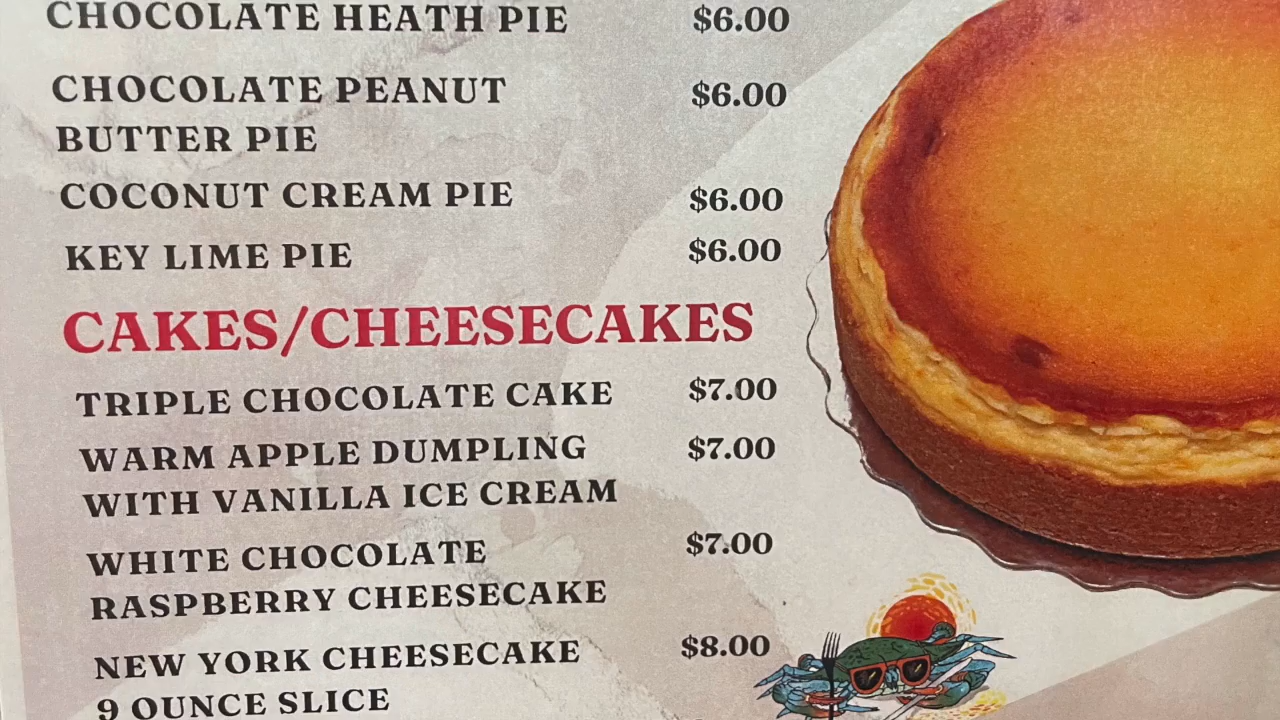 CHOCOLATE HEATH PIE $6.00
CHOCOLATE PEANUT $6.00
BUTTER PIE
COCONUT CREAM PIE $6.00
KEY LIME PIE $6.00
CAKES/CHEESECAKES
TRIPLE CHOCOLATE CAKE $7.00
WARM APPLE DUMPLING $7.00
WITH VANILLA ICE CREAM
WHITE CHOCOLATE $7.00
RASPBERRY CHEESECAKE
NEW YORK CHEESECAKE $8.00
9 OUNCE SLICE